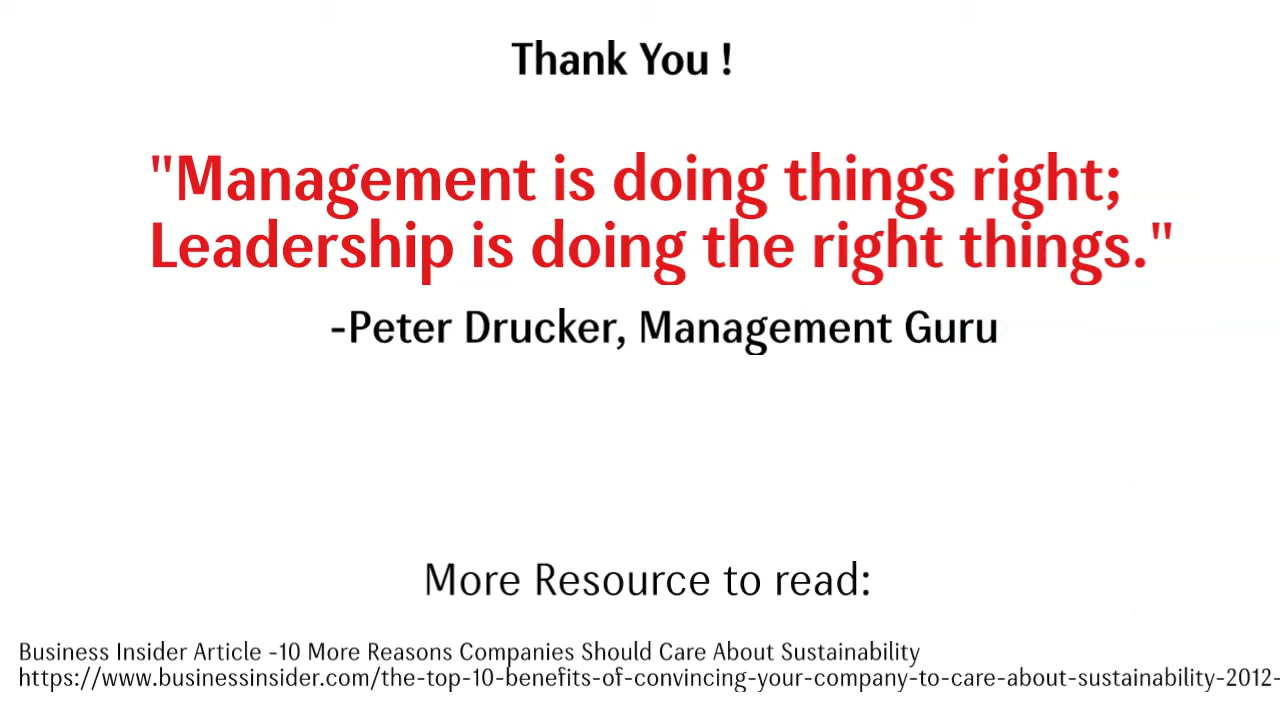 Thank You !
"Management is doing things right;
Leadership is doing the right things."
-Peter Drucker, Management Guru
More Resource to read:
Business Insider Article -10 More Reasons Companies Should Care About Sustainability
https://www.businessinsider.com/the-top-10-benefits-of-convincing-your-company-to-care-about-sustainability-2012-